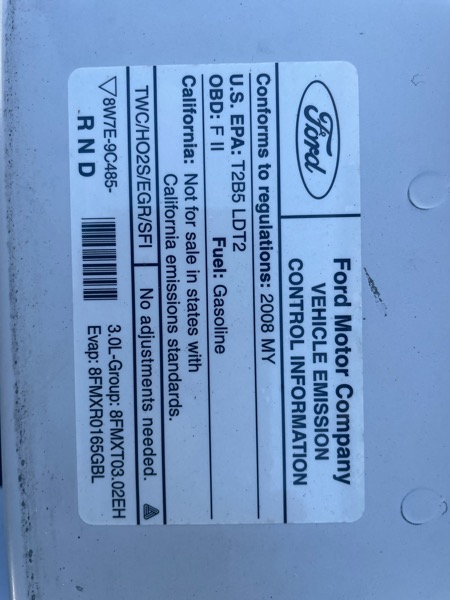 Ford
Ford Motor Company
VEHICLE EMISSION
CONTROL INFORMATION
Conforms to regulations: 2008 MY
U.S. EPA: T2B5 LDT2
OBD: F II Fuel: Gasoline
California: Not for sale in states with
California emissions standards.
TWC/HO2S/EGR/SFI No adjustments needed.
▽8W7E-9C485-
RND
3.0L-Group: 8FMXT03.02EH
Evap: 8FMXR0165GBL